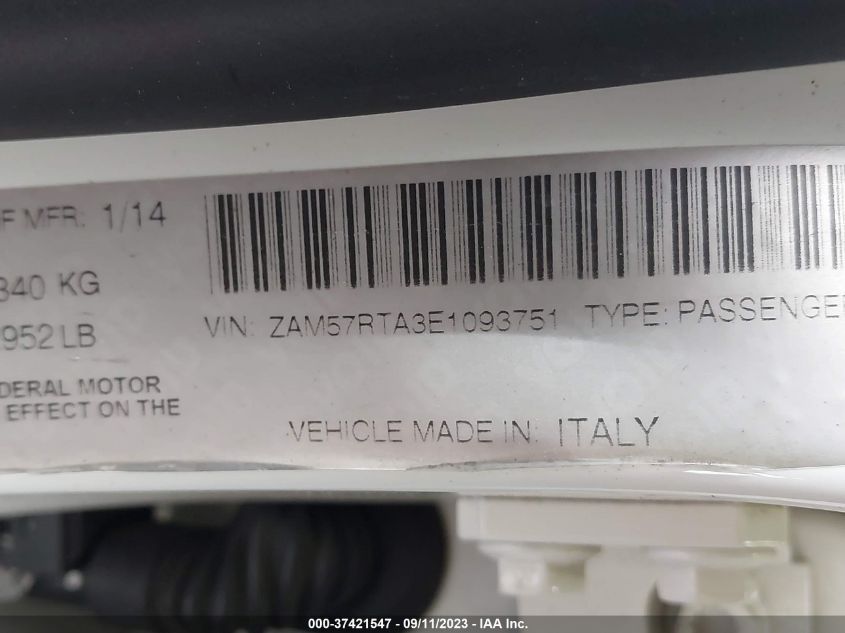 OF MFR: 1/14
340 KG
952 LB
DERAL MOTOR
EFFECT ON THE
VIN: ZAM57RTA3E1093751 TYPE: PASSENGER
VEHICLE MADE IN: ITALY
000-37421547 - 09/11/2023 - IAA Inc.